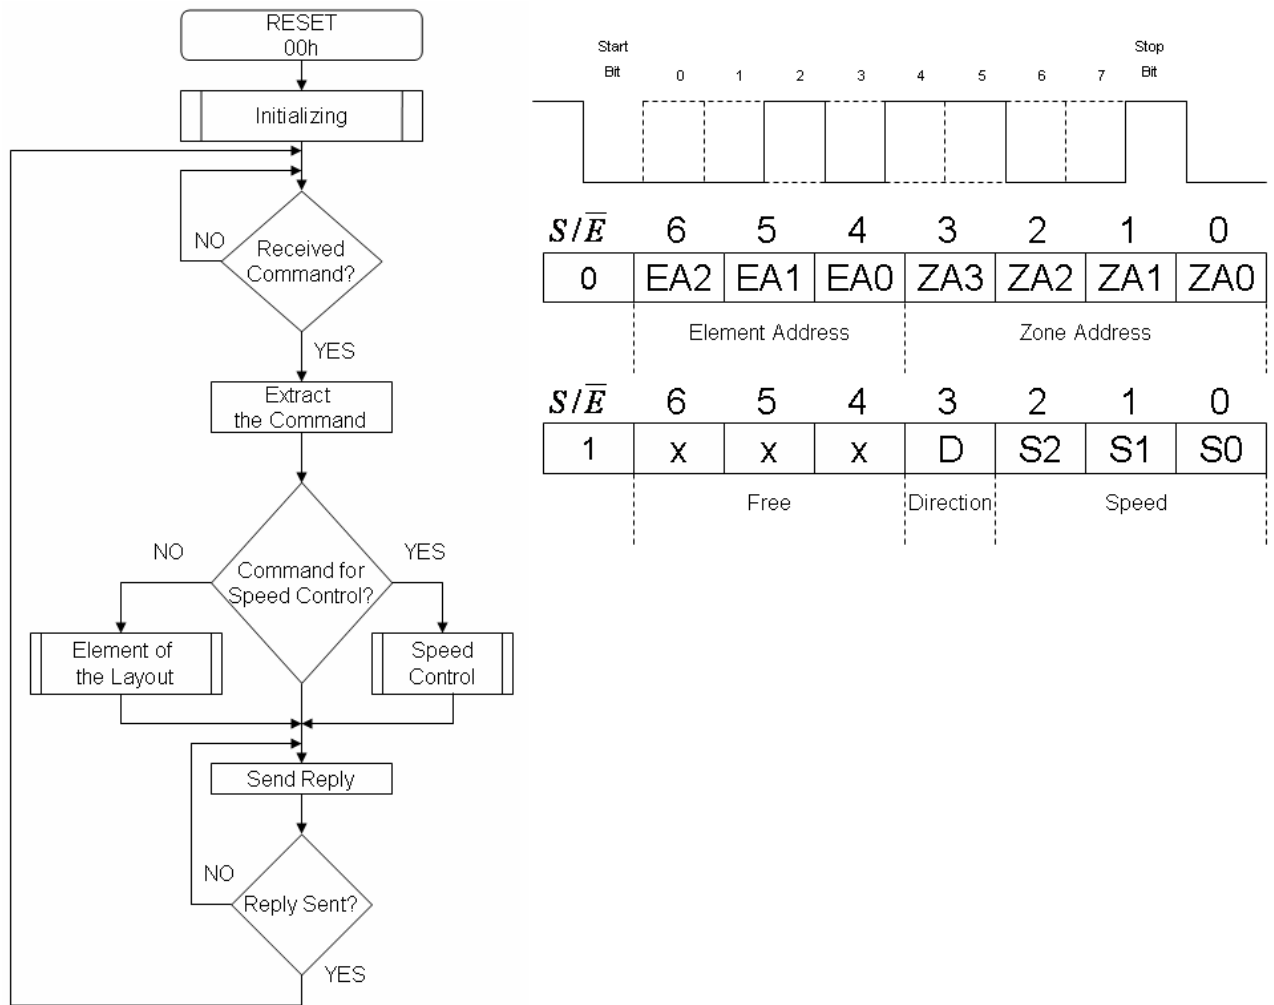 RESET
00h
Initializing
NO
Received
Command?
YES
Extract
the Command
NO
YES
Command for
Speed Control?
Element of
the Layout
Speed
Control
Send Reply
NO
Reply Sent?
YES
Start
Bit
0 1 2 3 4 5 6 7
Stop
Bit
S/E̅ 6 5 4 3 2 1 0
0 EA2 EA1 EA0 ZA3 ZA2 ZA1 ZA0
Element Address Zone Address
S/E̅ 6 5 4 3 2 1 0
1 x x x D S2 S1 S0
Free Direction Speed